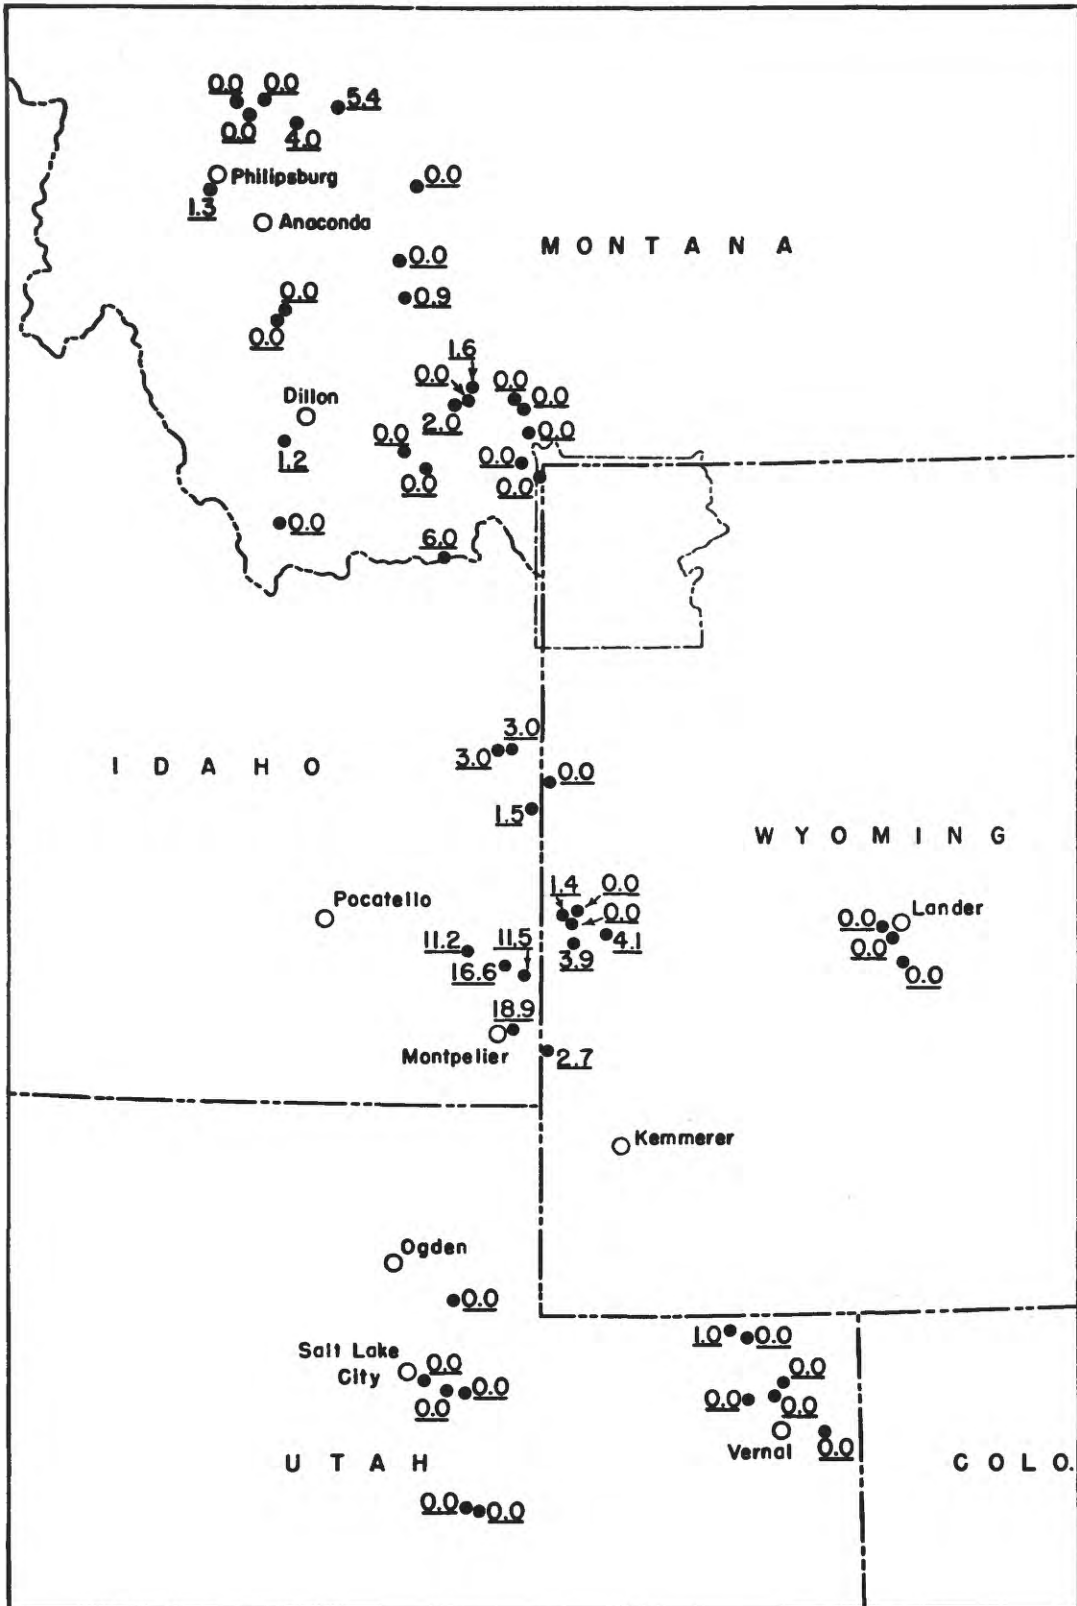 0.0 0.0 5.4
0.0 4.0
Philipsburg 0.0
1.3
Anaconda
M O N T A N A
0.0
0.0 0.9
0.0
1.6
0.0 0.0
Dillon 0.0
2.0
0.0 0.0
1.2 0.0
0.0 0.0
0.0
6.0
3.0
3.0
I D A H O 0.0
1.5
W Y O M I N G
1.4 0.0
Pocatello 0.0 0.0 Lander
11.2 11.5 4.1 0.0
16.6 3.9 0.0
18.9
Montpelier 2.7
Kemmerer
Ogden
0.0
1.0 0.0
Salt Lake
City 0.0 0.0
0.0 0.0 0.0
0.0
Vernal 0.0
U T A H C O L O.
0.0 0.0